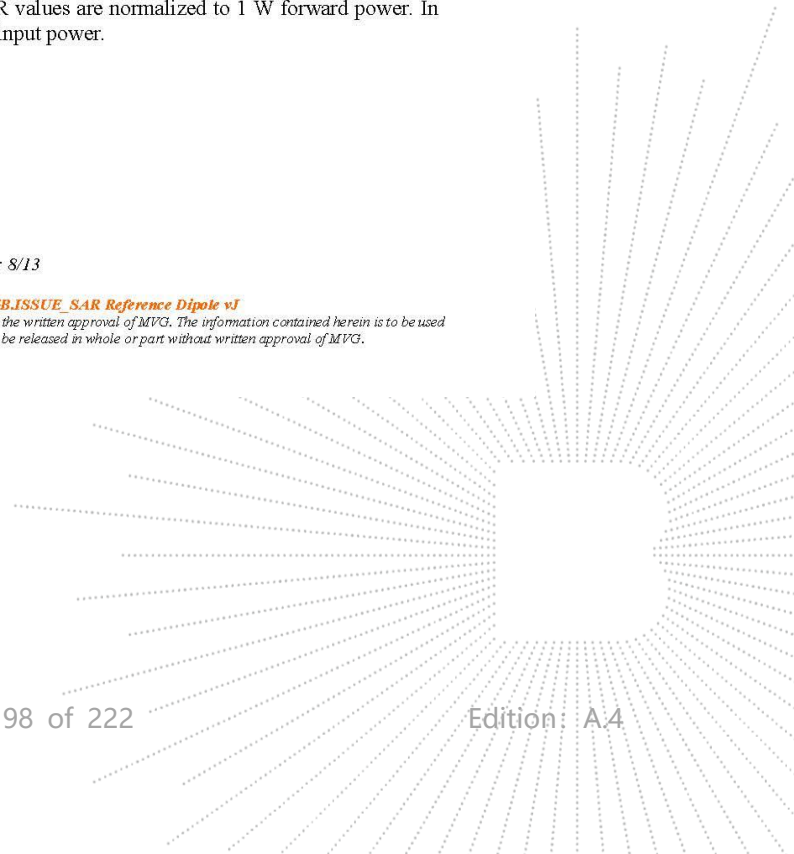 R values are normalized to 1 W forward power. In
input power.
: 8/13
B.ISSUE_SAR Reference Dipole vJ
the written approval of MVG. The information contained herein is to be used
be released in whole or part without written approval of MVG.
98 of 222
Edition: A.4